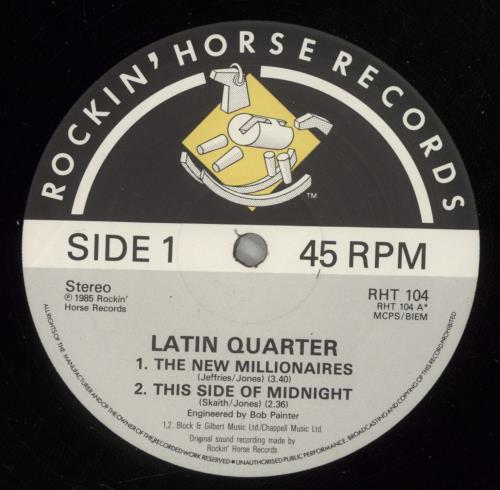 ROCKIN' HORSE RECORDS
TM
SIDE 1
45 RPM
Stereo
℗ 1985 Rockin'
Horse Records
RHT 104
RHT 104 A*
MCPS/BIEM
LATIN QUARTER
1. THE NEW MILLIONAIRES
(Jeffries/Jones) (3.40)
2. THIS SIDE OF MIDNIGHT
(Skaith/Jones) (2.36)
Engineered by Bob Painter
1,2. Block & Gilbert Music Ltd/Chappell Music Ltd.
Original sound recording made by
Rockin' Horse Records
ALL RIGHTS OF THE MANUFACTURER AND OF THE OWNER OF THE RECORDED WORK RESERVED • UNAUTHORISED PUBLIC PERFORMANCE, BROADCASTING AND COPYING OF THIS RECORD PROHIBITED